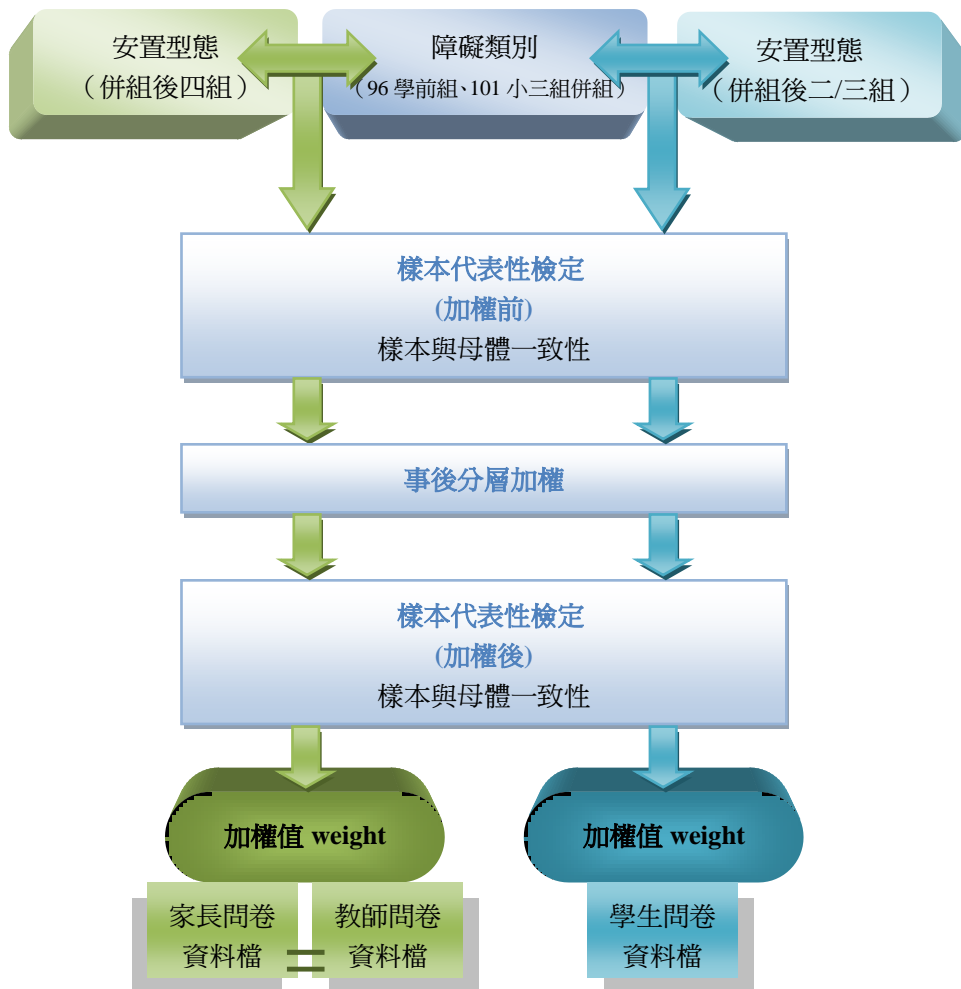 安置型態
（併組後四組）
障礙類別
（96 學前組、101 小三組併組）
安置型態
（併組後二/三組）
樣本代表性檢定
(加權前)
樣本與母體一致性
事後分層加權
樣本代表性檢定
(加權後)
樣本與母體一致性
加權值 weight
加權值 weight
家長問卷
資料檔
=
教師問卷
資料檔
學生問卷
資料檔